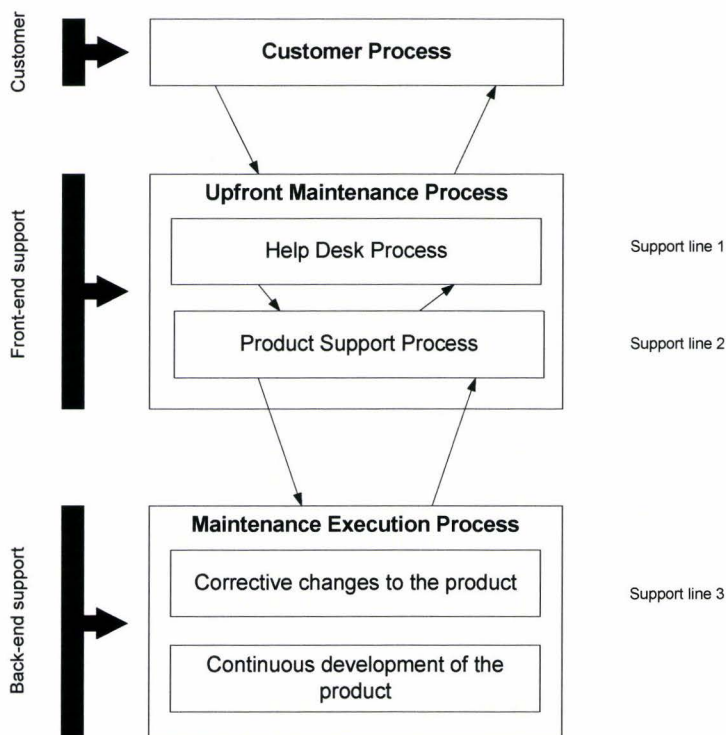 Customer
Customer Process
Front-end support
Upfront Maintenance Process
Help Desk Process
Support line 1
Product Support Process
Support line 2
Back-end support
Maintenance Execution Process
Corrective changes to the product
Support line 3
Continuous development of the
product